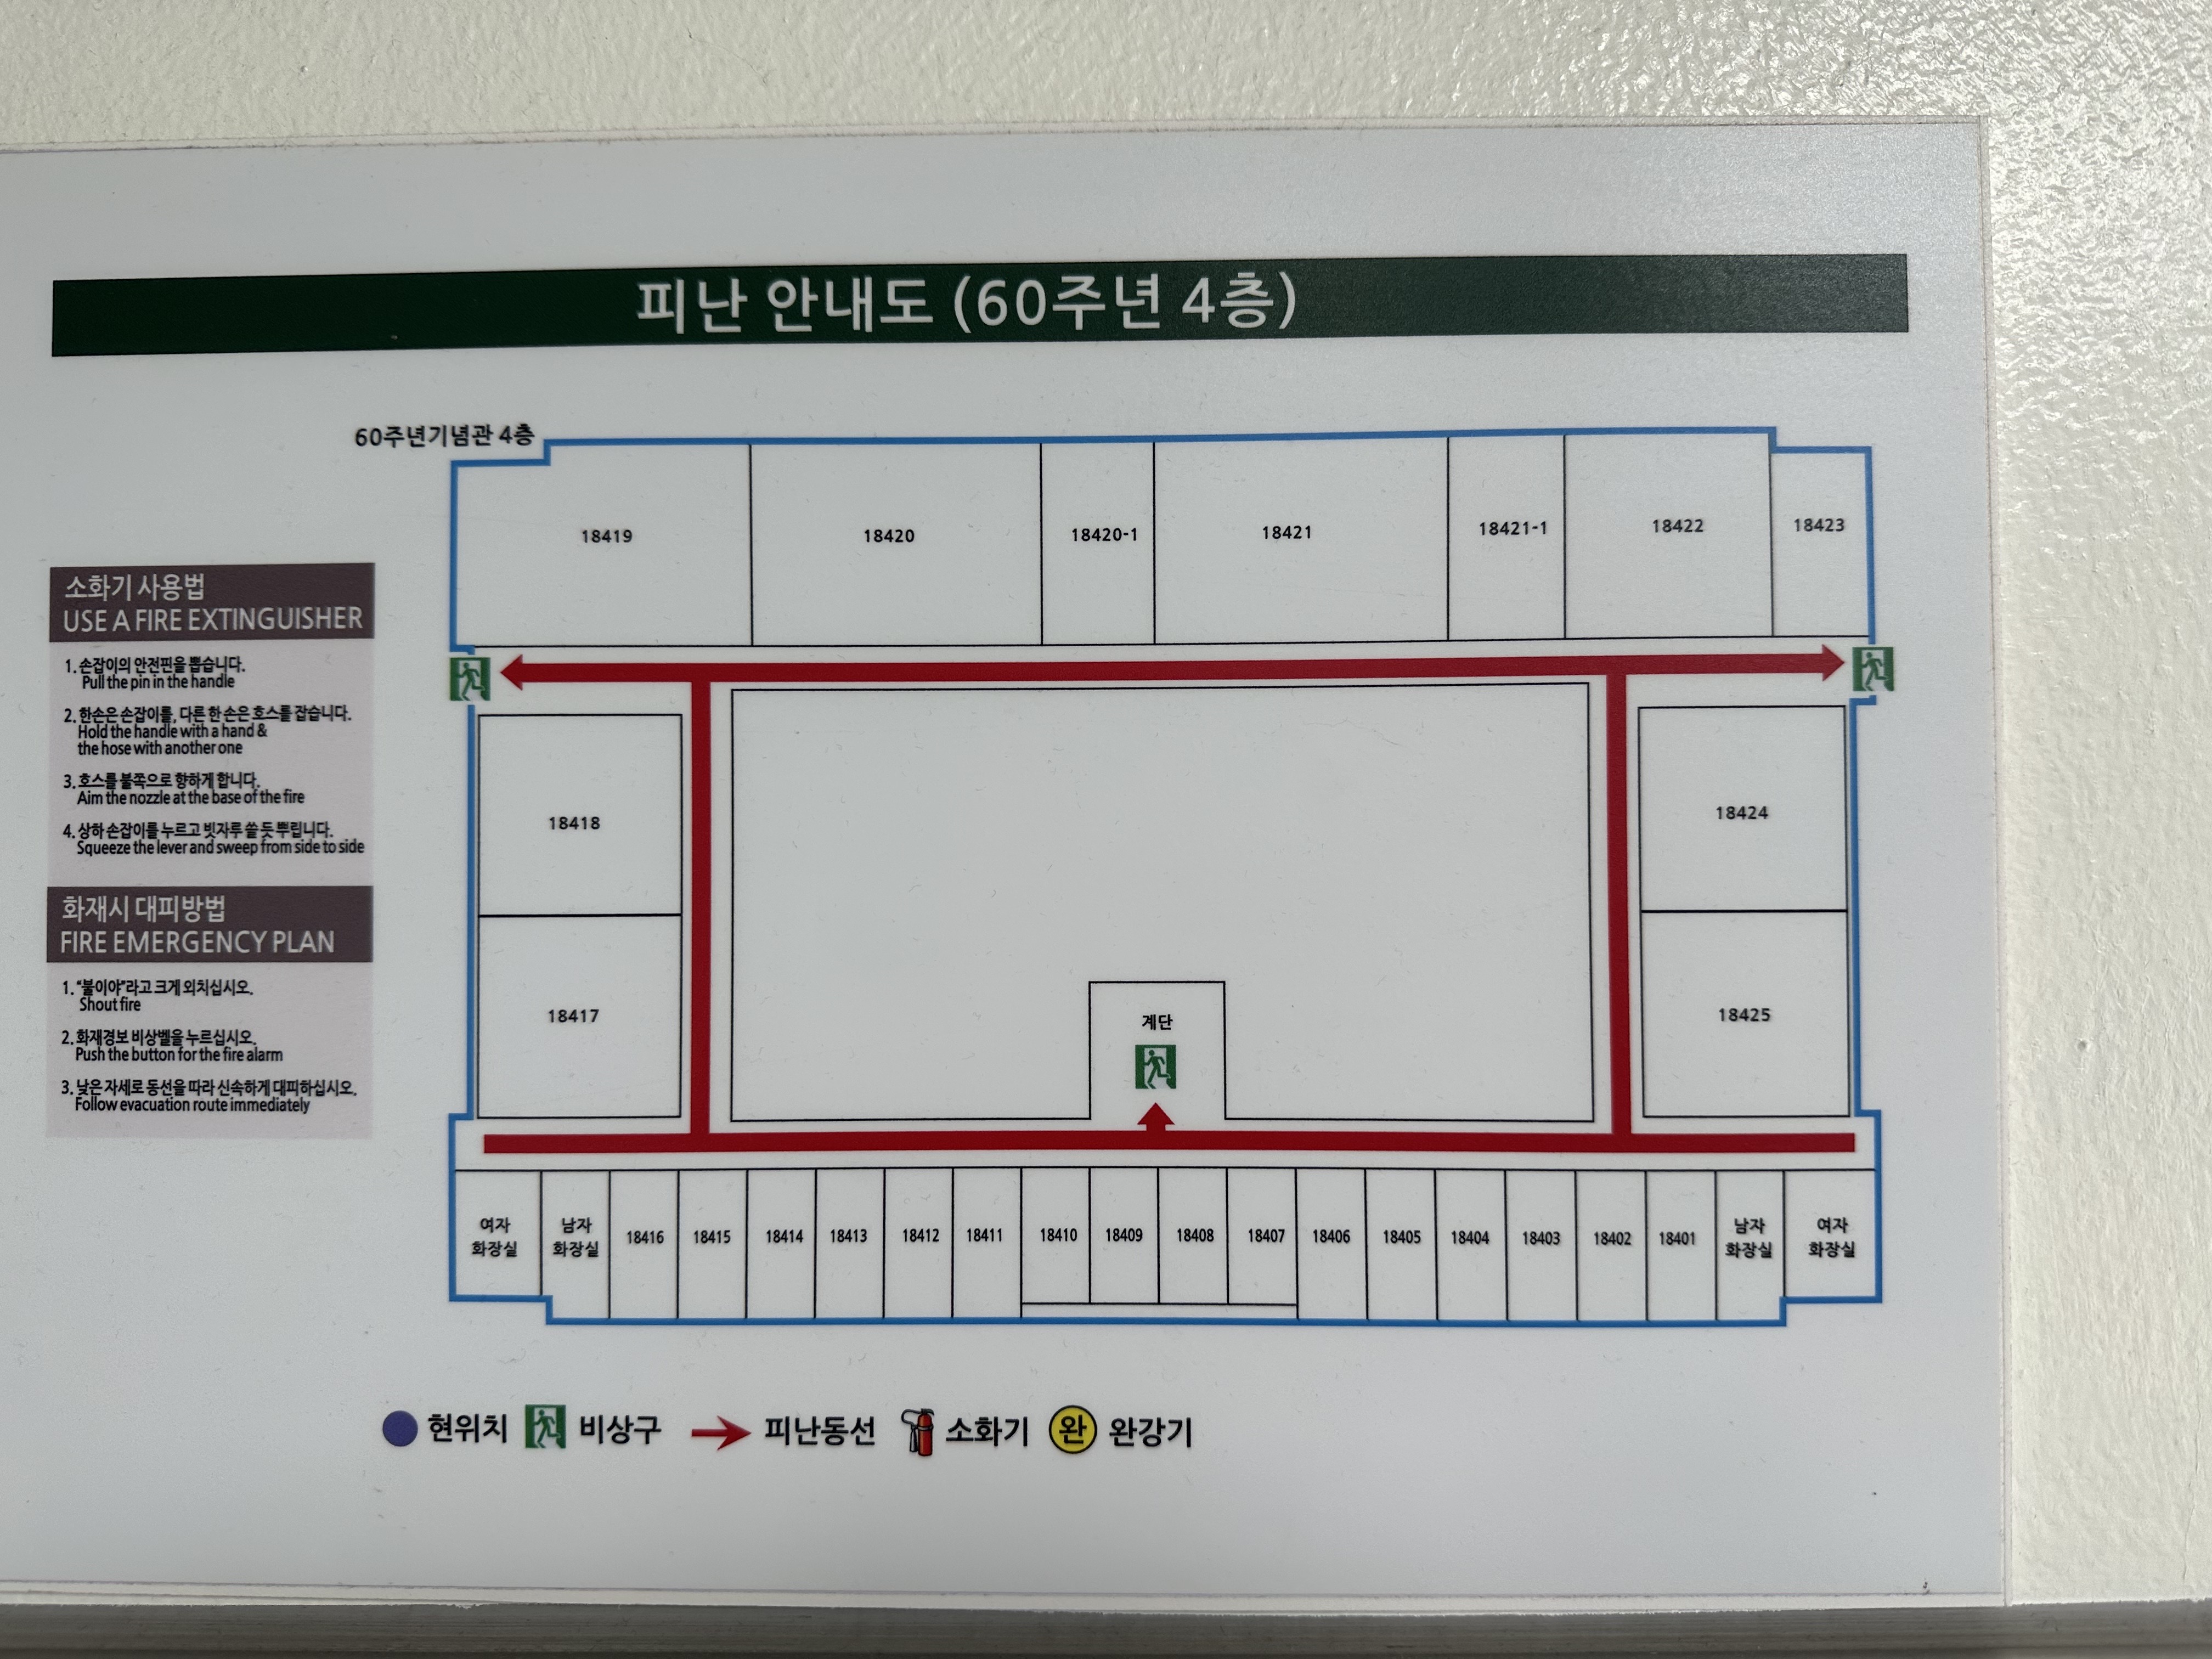 피난 안내도 (60주년 4층)
60주년기념관 4층
18419
18420
18420-1
18421
18421-1
18422
18423
소화기 사용법
USE A FIRE EXTINGUISHER
1. 손잡이의 안전핀을 뽑습니다.
Pull the pin in the handle
2. 한손은 손잡이를, 다른 한 손은 호스를 잡습니다.
Hold the handle with a hand &
the hose with another one
3. 호스를 불쪽으로 향하게 합니다.
Aim the nozzle at the base of the fire
4. 상하 손잡이를 누르고 빗자루 쓸 듯 뿌립니다.
Squeeze the lever and sweep from side to side
화재시 대피방법
FIRE EMERGENCY PLAN
1. "불이야"라고 크게 외치십시오.
Shout fire
2. 화재경보 비상벨을 누르십시오.
Push the button for the fire alarm
3. 낮은 자세로 동선을 따라 신속하게 대피하십시오.
Follow evacuation route immediately
18418
18424
18417
계단
18425
여자
화장실
남자
화장실
18416
18415
18414
18413
18412
18411
18410
18409
18408
18407
18406
18405
18404
18403
18402
18401
남자
화장실
여자
화장실
현위치
비상구
피난동선
소화기
완
완강기